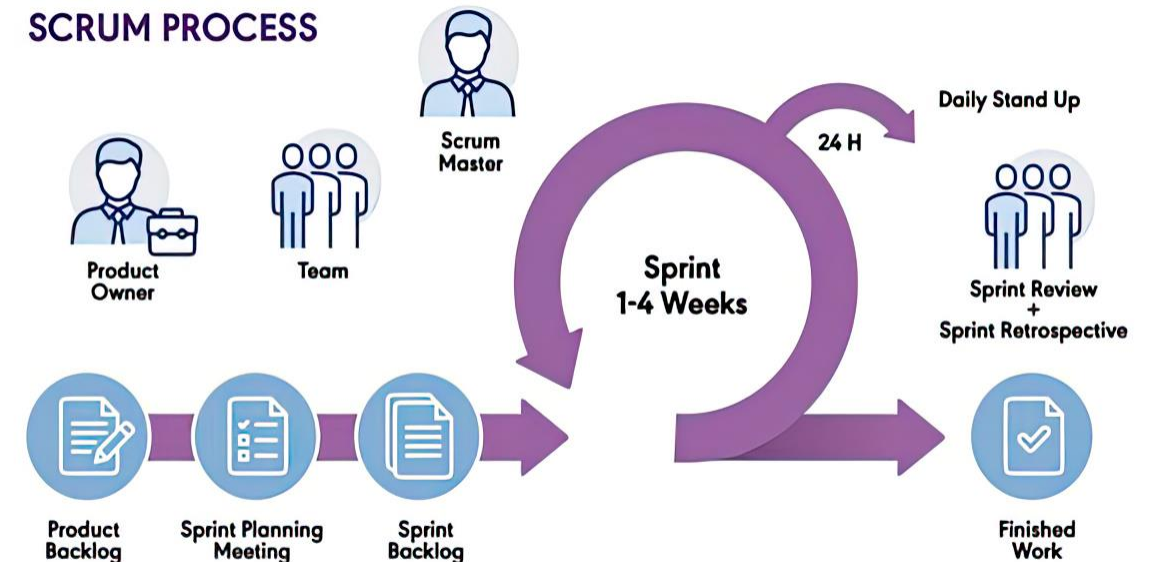 SCRUM PROCESS
Scrum
Master
Product
Owner
Team
Daily Stand Up
24 H
Sprint
1-4 Weeks
Sprint Review
+
Sprint Retrospective
Product
Backlog
Sprint Planning
Meeting
Sprint
Backlog
Finished
Work